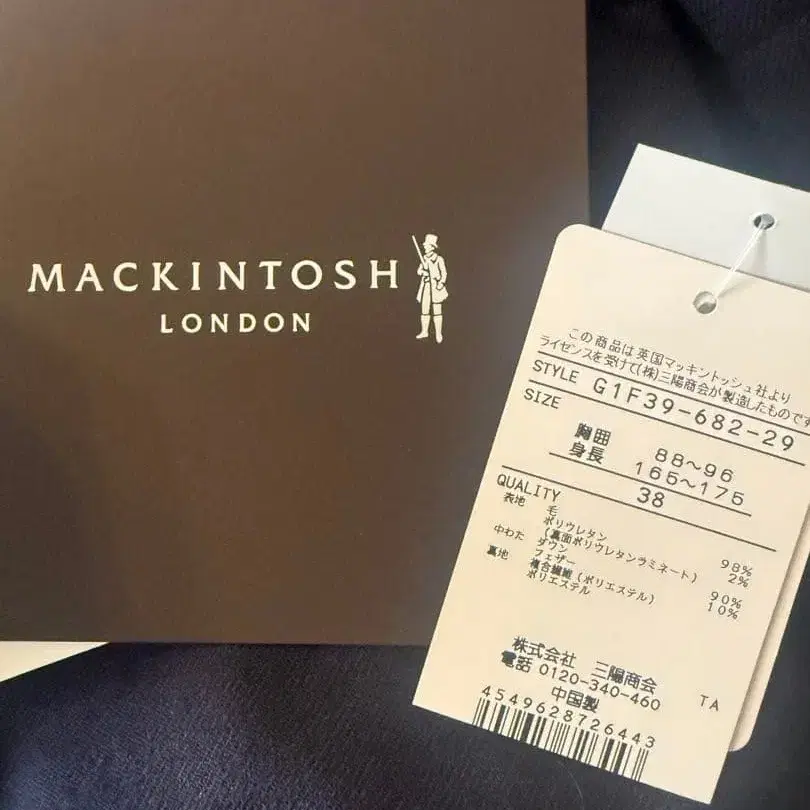 MACKINTOSH
LONDON
この商品は英国マッキントッシュ社より
ライセンスを受けて(株)三陽商会が製造したものです
STYLE G1F39-682-29
SIZE
胸囲 88~96
身長 165~175
38
QUALITY
表地 毛 98%
ポリウレタン 2%
(裏面ポリウレタンラミネート)
中わた ダウン 90%
フェザー 10%
裏地 複合繊維(ポリエステル)
ポリエステル
株式会社 三陽商会
電話 0120-340-460
中国製 TA
4549628726443